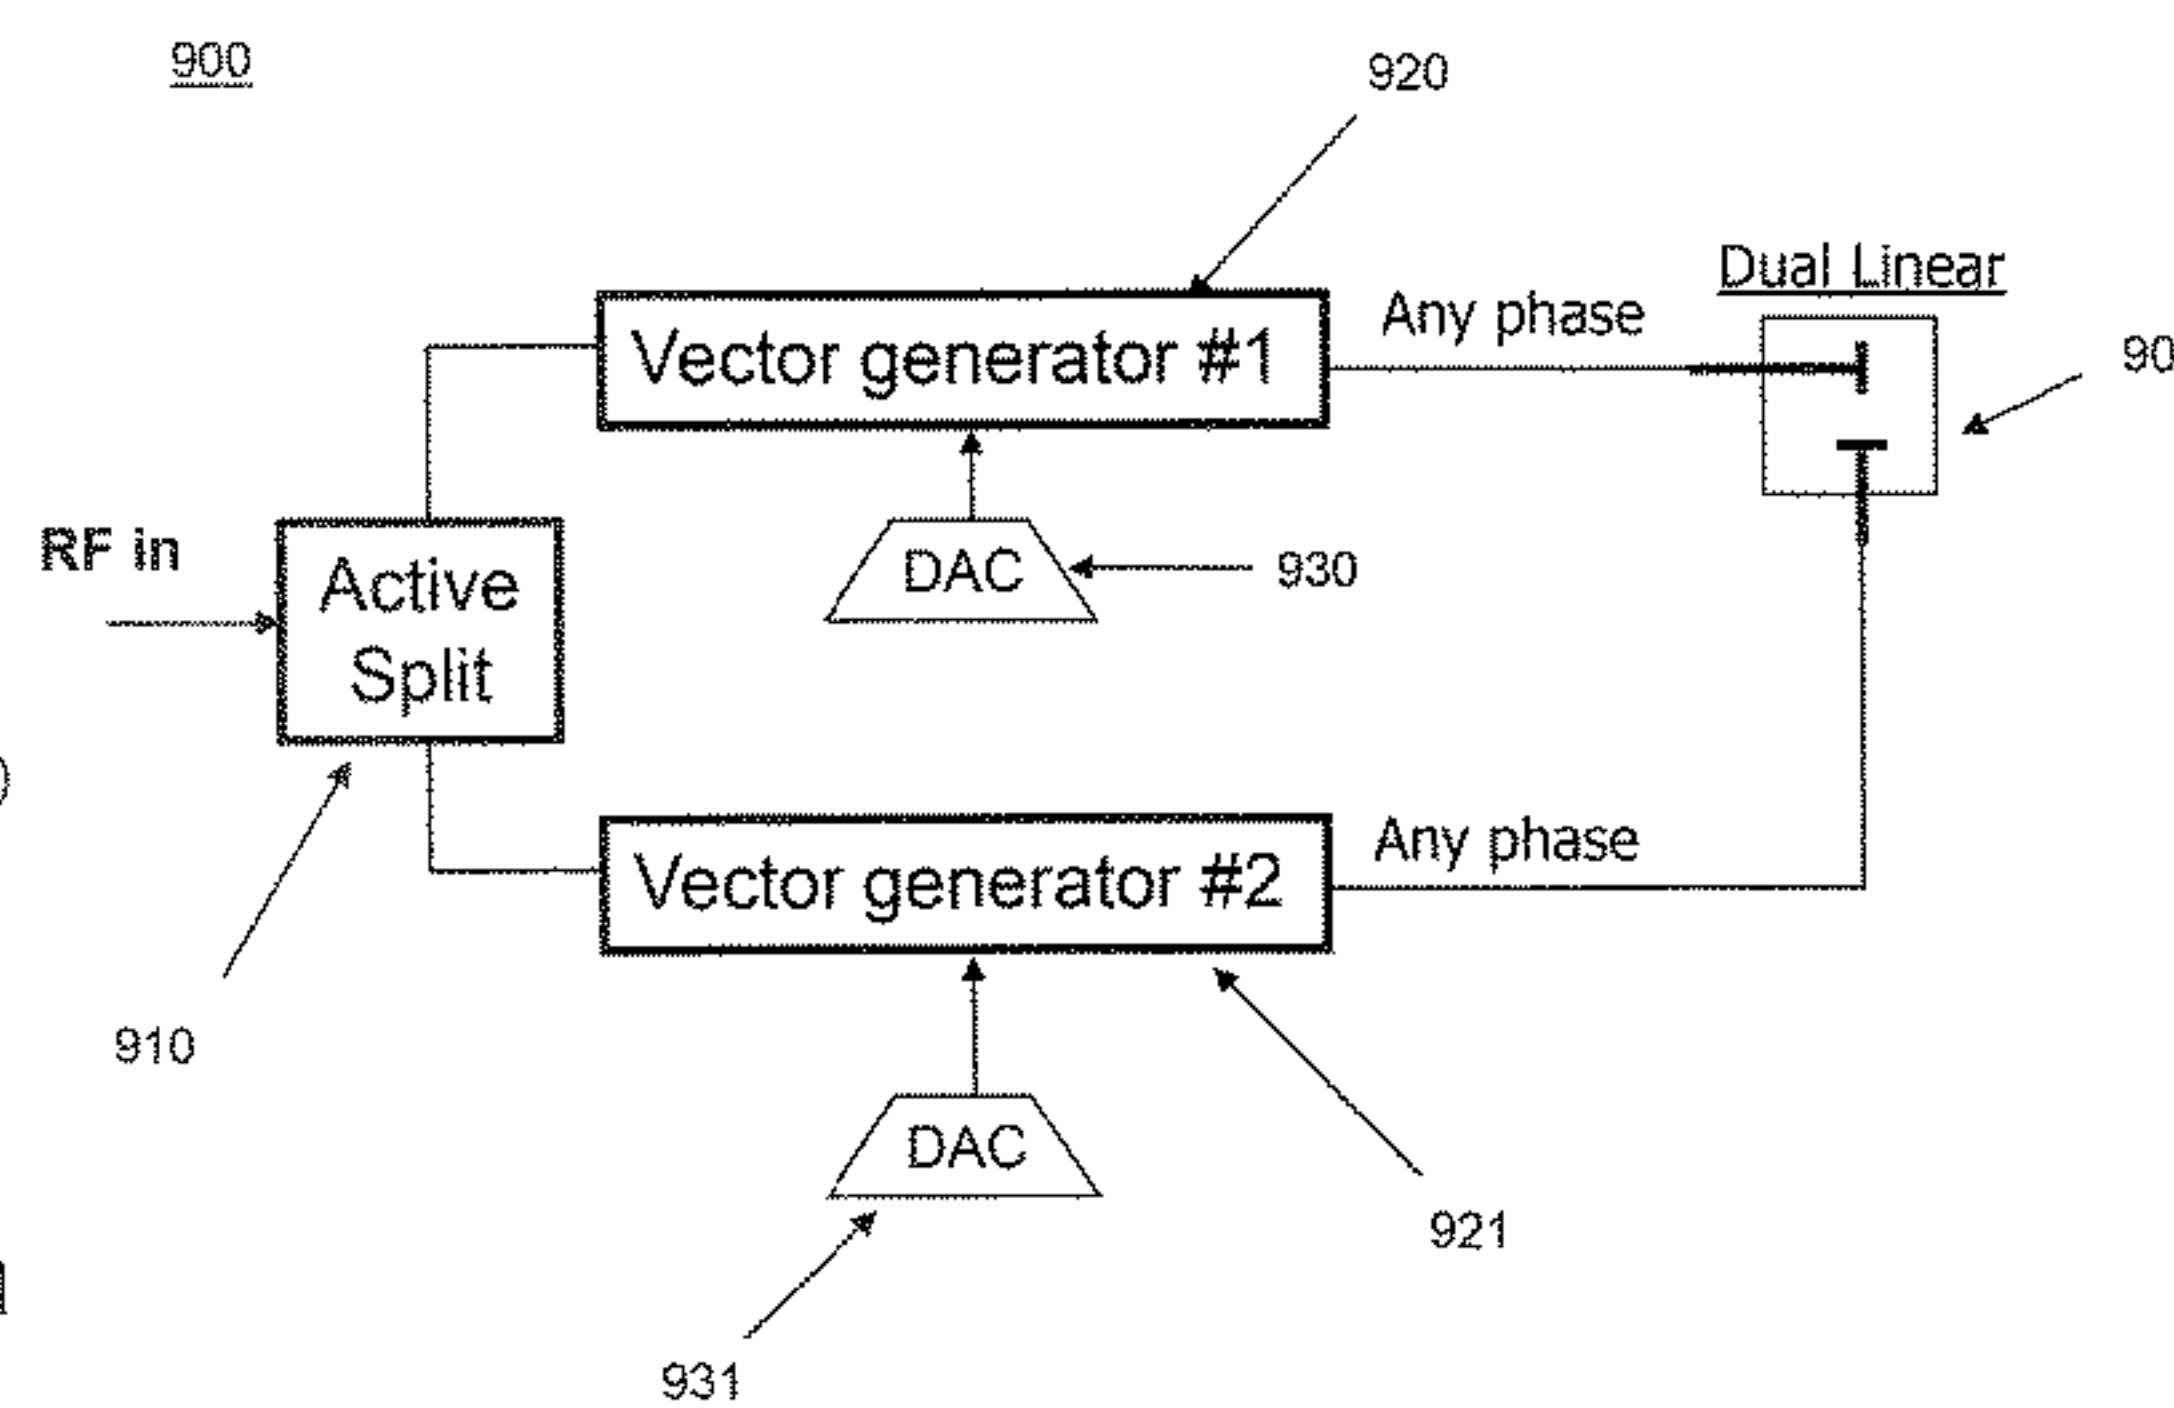 900
920
Dual Linear
Any phase
90
Vector generator #1
RF in
Active
Split
DAC
930
Any phase
Vector generator #2
910
DAC
921
931